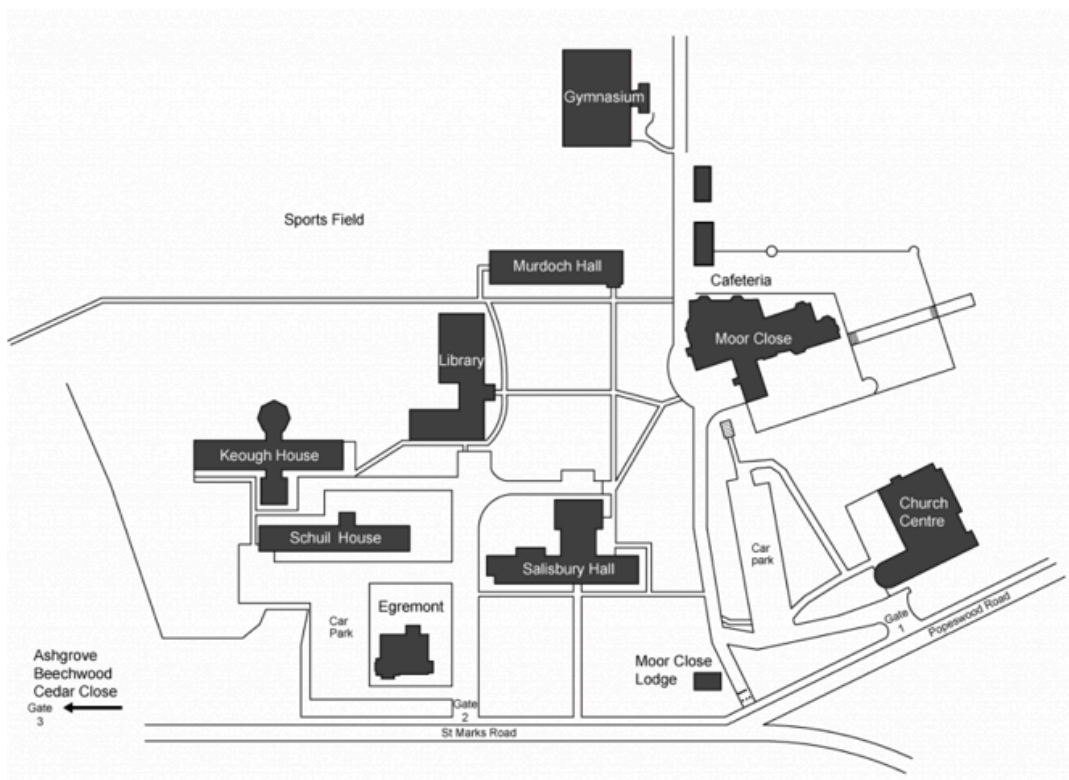 Gymnasium
Sports Field
Murdoch Hall
Cafeteria
Moor Close
Library
Keough House
Church
Centre
Schuil House
Car
park
Salisbury Hall
Egremont
Car
Park
Gate
1
Popeswood Road
Moor Close
Lodge
Ashgrove
Beechwood
Cedar Close
Gate
3
Gate
2
St Marks Road